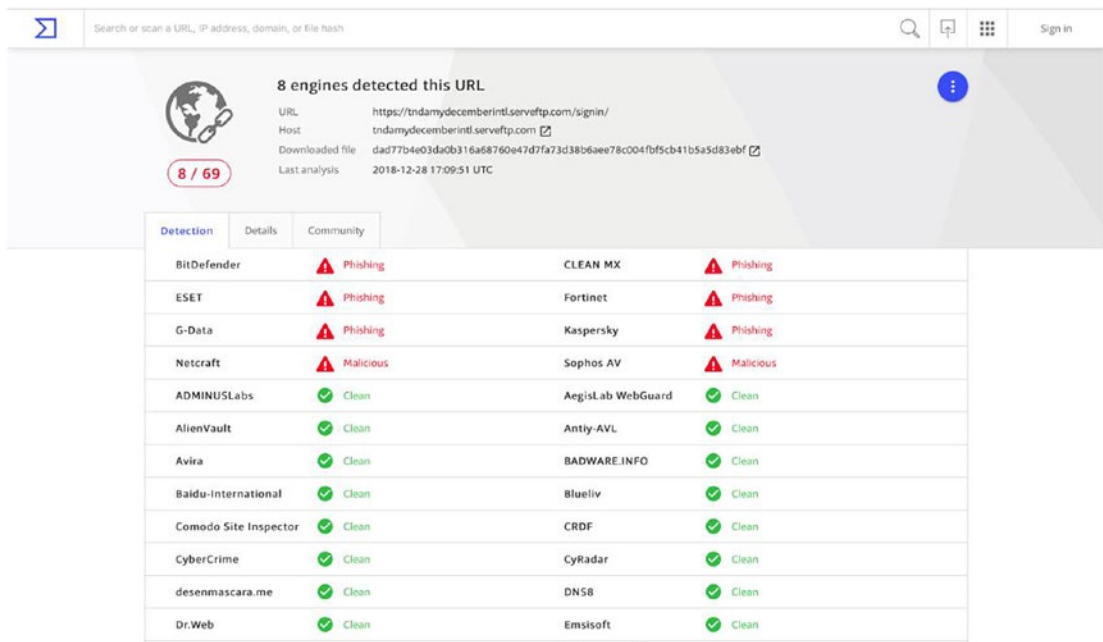 Search or scan a URL, IP address, domain, or file hash
Sign in
8 engines detected this URL
URL https://tndamydecemberintl.serveftp.com/signin/
Host tndamydecemberintl.serveftp.com
Downloaded file dad77b4e03da0b316a68760e47d7fa73d38b6aee78c004fbf5cb41b5a5d83ebf
Last analysis 2018-12-28 17:09:51 UTC
8 / 69
Detection Details Community
BitDefender Phishing CLEAN MX Phishing
ESET Phishing Fortinet Phishing
G-Data Phishing Kaspersky Phishing
Netcraft Malicious Sophos AV Malicious
ADMINUSLabs Clean AegisLab WebGuard Clean
AlienVault Clean Antiy-AVL Clean
Avira Clean BADWARE.INFO Clean
Baidu-International Clean Blueliv Clean
Comodo Site Inspector Clean CRDF Clean
CyberCrime Clean CyRadar Clean
desenmascara.me Clean DNS8 Clean
Dr.Web Clean Emsisoft Clean